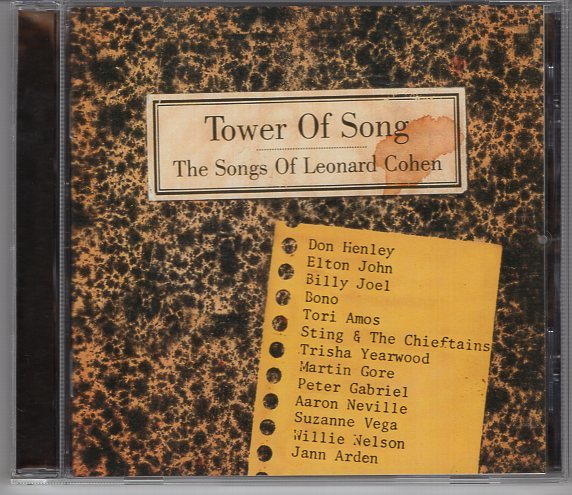 Tower Of Song
The Songs Of Leonard Cohen
Don Henley
Elton John
Billy Joel
Bono
Tori Amos
Sting & The Chieftains
Trisha Yearwood
Martin Gore
Peter Gabriel
Aaron Neville
Suzanne Vega
Willie Nelson
Jann Arden